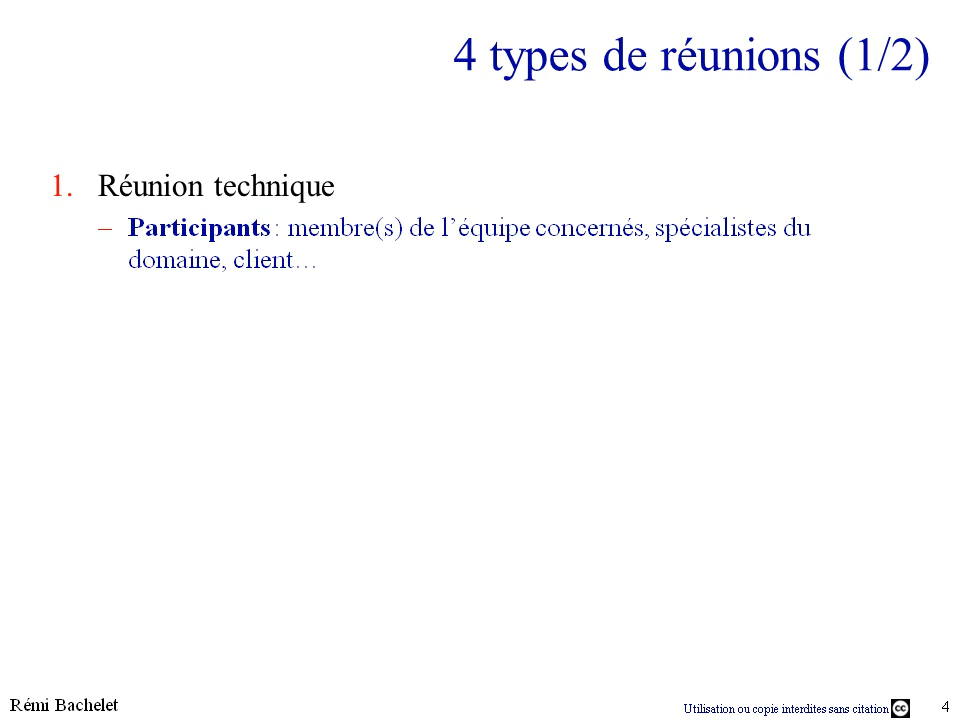 4 types de réunions (1/2)
1. Réunion technique
– Participants : membre(s) de l’équipe concernés, spécialistes du
domaine, client…
Rémi Bachelet
Utilisation ou copie interdites sans citation
cc
4